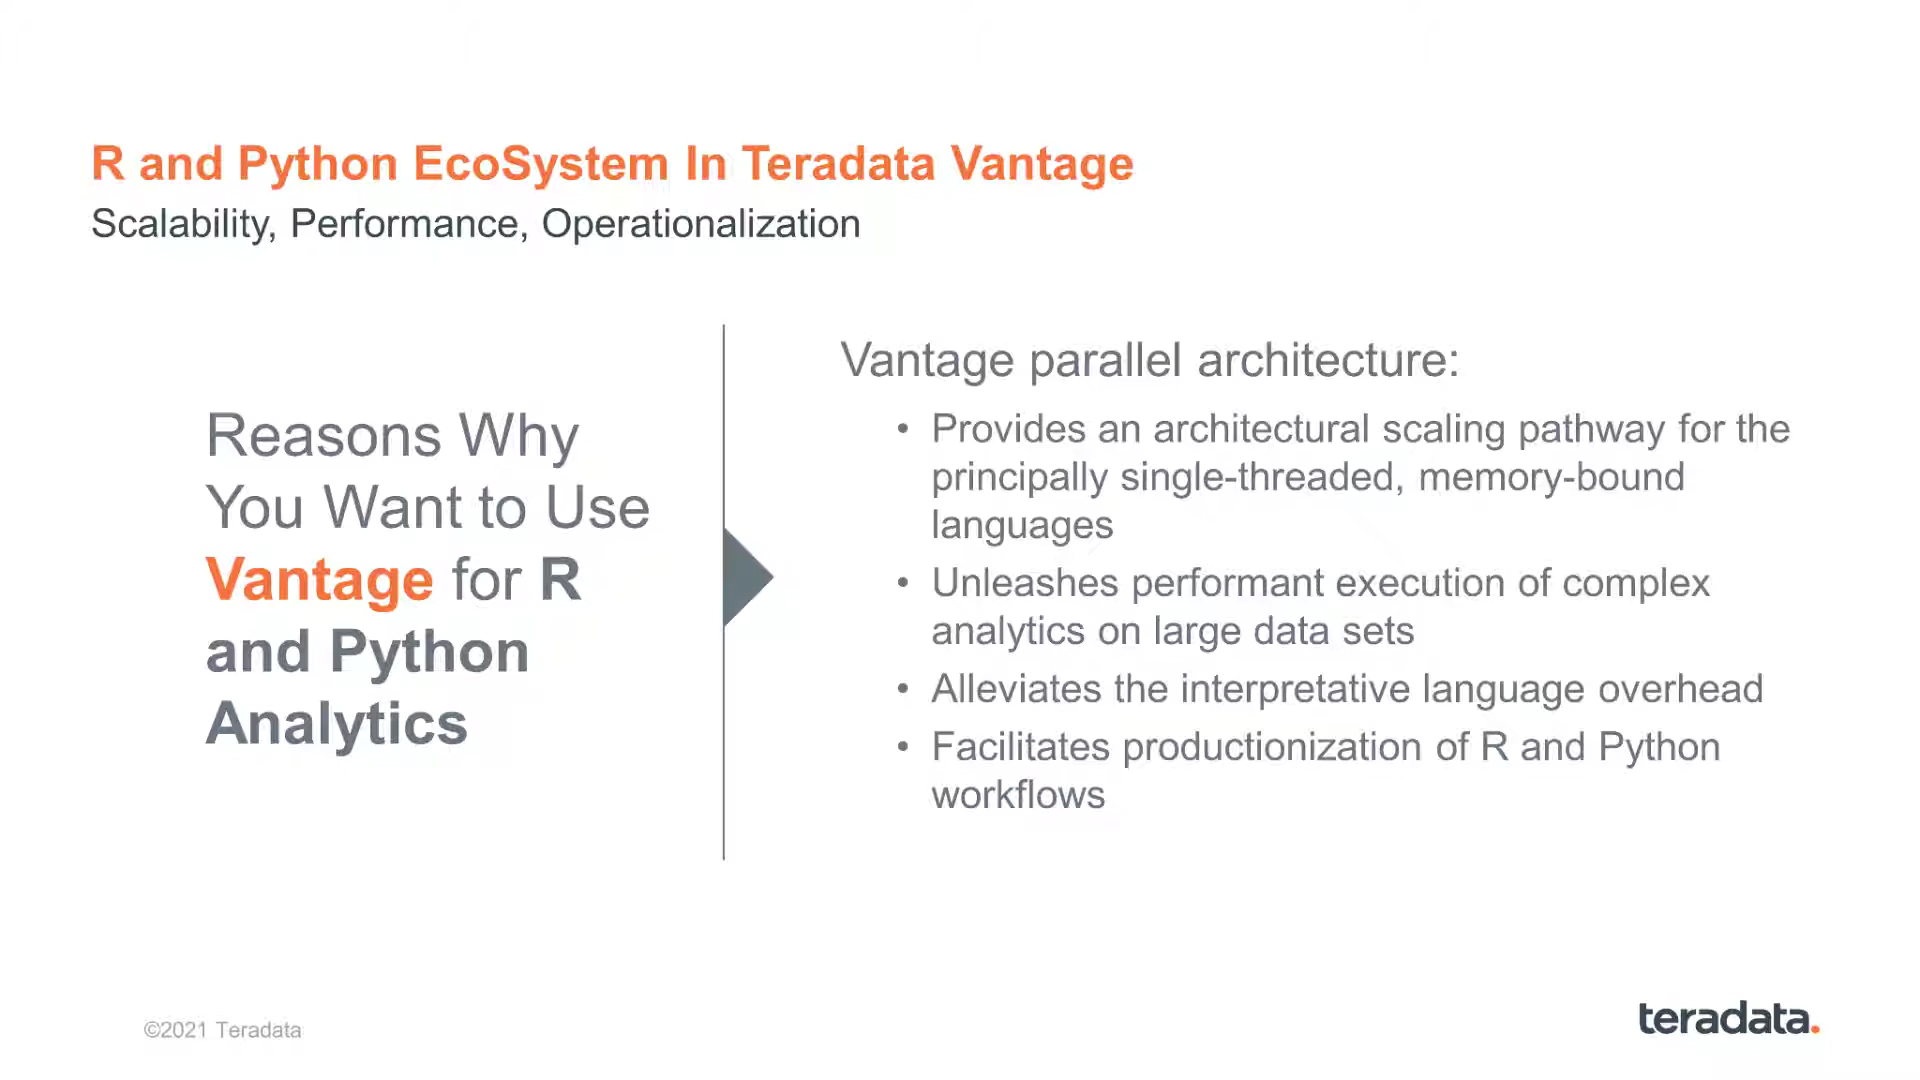 R and Python EcoSystem In Teradata Vantage
Scalability, Performance, Operationalization
Reasons Why
You Want to Use
Vantage for R
and Python
Analytics
Vantage parallel architecture:
• Provides an architectural scaling pathway for the
principally single-threaded, memory-bound
languages
• Unleashes performant execution of complex
analytics on large data sets
• Alleviates the interpretative language overhead
• Facilitates productionization of R and Python
workflows
©2021 Teradata
teradata.